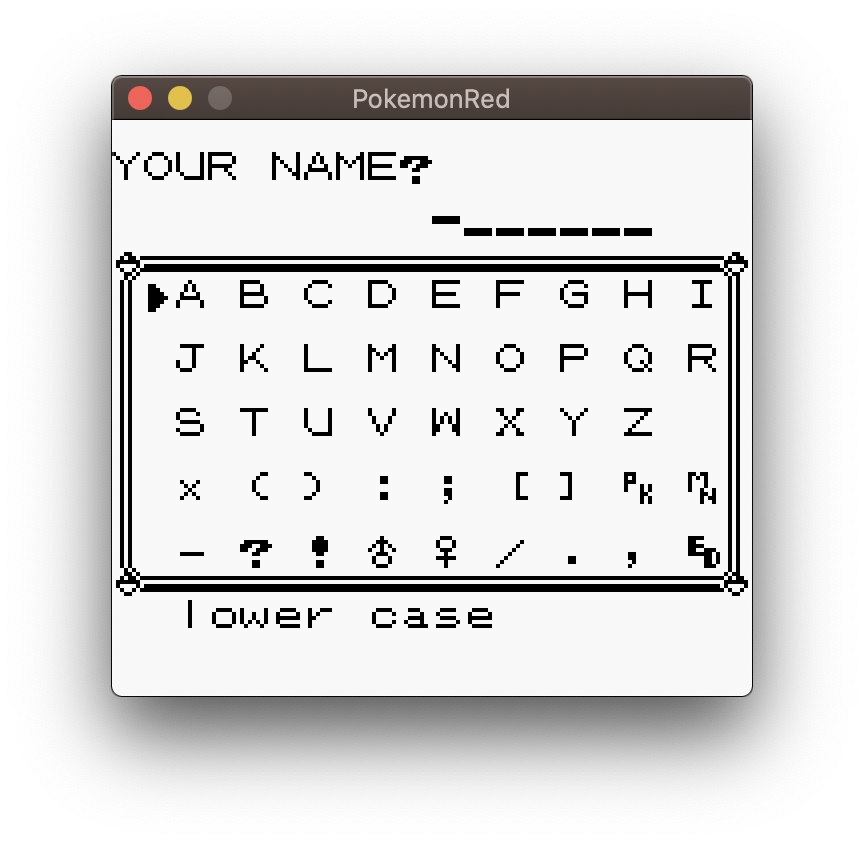 PokemonRed
YOUR NAME?
A B C D E F G H I
J K L M N O P Q R
S T U V W X Y Z
× ( ) : ; [ ] PK MN
- ? ! ♂ ♀ / . , ED
lower case